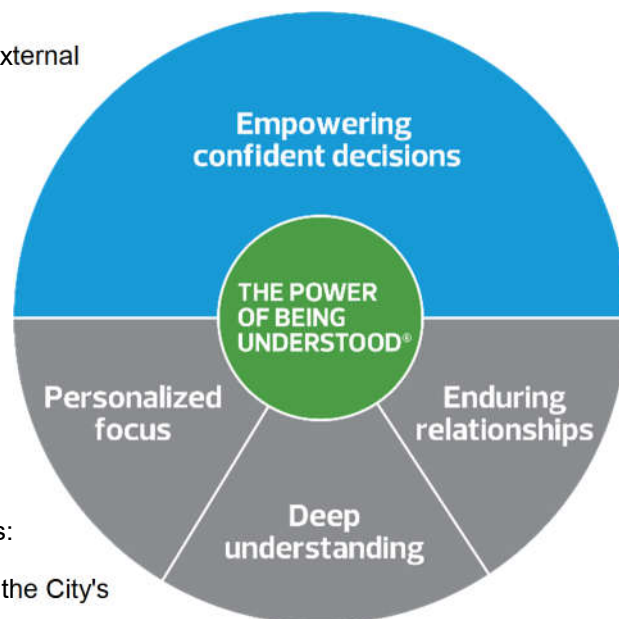 xternal
Empowering
confident decisions
THE POWER
OF BEING
UNDERSTOOD®
Personalized
focus
Enduring
relationships
Deep
understanding
s:
the City's